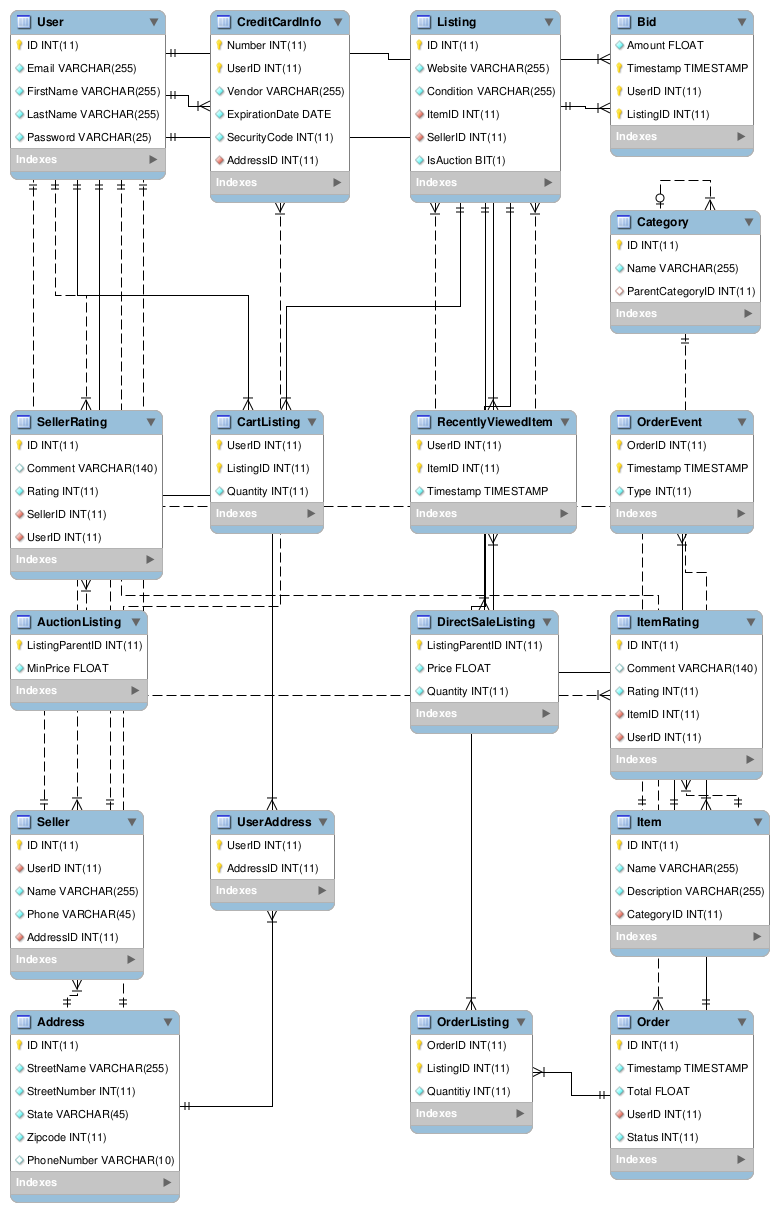 User
ID INT(11)
Email VARCHAR(255)
FirstName VARCHAR(255)
LastName VARCHAR(255)
Password VARCHAR(25)
Indexes
CreditCardInfo
Number INT(11)
UserID INT(11)
Vendor VARCHAR(255)
ExpirationDate DATE
SecurityCode INT(11)
AddressID INT(11)
Indexes
Listing
ID INT(11)
Website VARCHAR(255)
Condition VARCHAR(255)
ItemID INT(11)
SellerID INT(11)
IsAuction BIT(1)
Indexes
Bid
Amount FLOAT
Timestamp TIMESTAMP
UserID INT(11)
ListingID INT(11)
Indexes
Category
ID INT(11)
Name VARCHAR(255)
ParentCategoryID INT(11)
Indexes
SellerRating
ID INT(11)
Comment VARCHAR(140)
Rating INT(11)
SellerID INT(11)
UserID INT(11)
Indexes
CartListing
UserID INT(11)
ListingID INT(11)
Quantity INT(11)
Indexes
RecentlyViewedItem
UserID INT(11)
ItemID INT(11)
Timestamp TIMESTAMP
Indexes
OrderEvent
OrderID INT(11)
Timestamp TIMESTAMP
Type INT(11)
Indexes
AuctionListing
ListingParentID INT(11)
MinPrice FLOAT
Indexes
DirectSaleListing
ListingParentID INT(11)
Price FLOAT
Quantity INT(11)
Indexes
ItemRating
ID INT(11)
Comment VARCHAR(140)
Rating INT(11)
ItemID INT(11)
UserID INT(11)
Indexes
Seller
ID INT(11)
UserID INT(11)
Name VARCHAR(255)
Phone VARCHAR(45)
AddressID INT(11)
Indexes
UserAddress
UserID INT(11)
AddressID INT(11)
Indexes
Item
ID INT(11)
Name VARCHAR(255)
Description VARCHAR(255)
CategoryID INT(11)
Indexes
Address
ID INT(11)
StreetName VARCHAR(255)
StreetNumber INT(11)
State VARCHAR(45)
Zipcode INT(11)
PhoneNumber VARCHAR(10)
Indexes
OrderListing
OrderID INT(11)
ListingID INT(11)
Quantitiy INT(11)
Indexes
Order
ID INT(11)
Timestamp TIMESTAMP
Total FLOAT
UserID INT(11)
Status INT(11)
Indexes